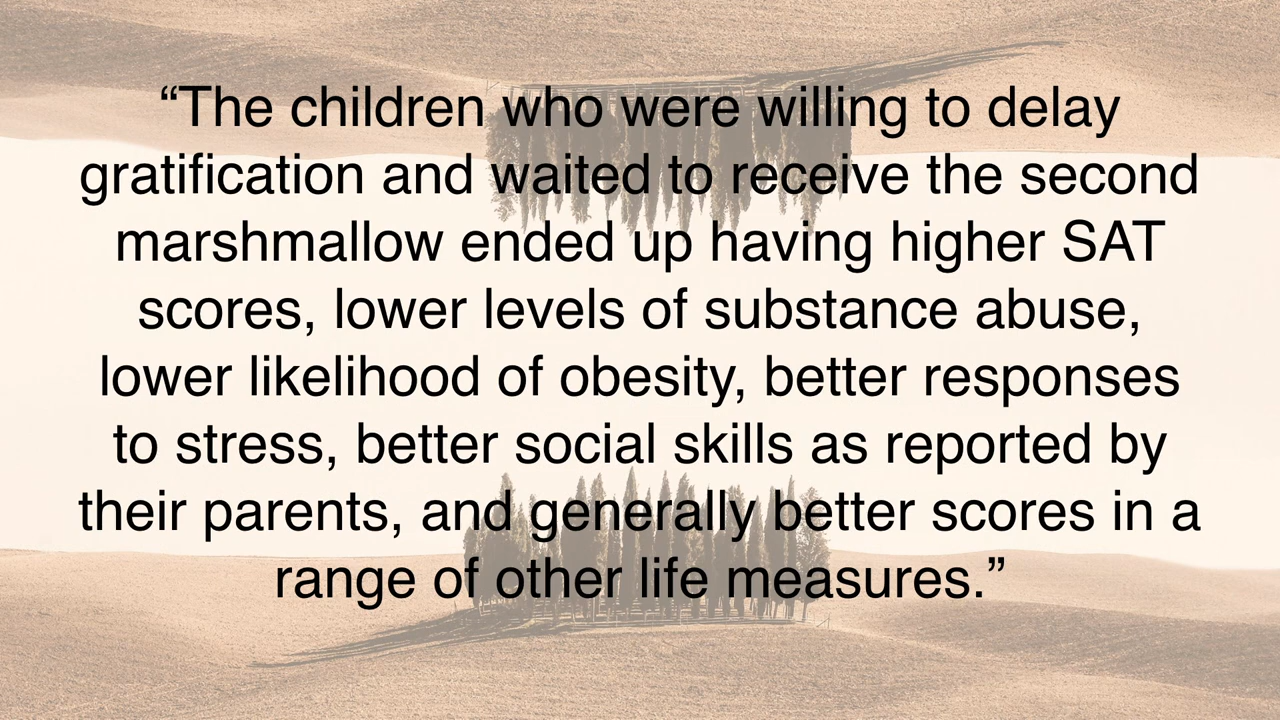 “The children who were willing to delay
gratification and waited to receive the second
marshmallow ended up having higher SAT
scores, lower levels of substance abuse,
lower likelihood of obesity, better responses
to stress, better social skills as reported by
their parents, and generally better scores in a
range of other life measures.”